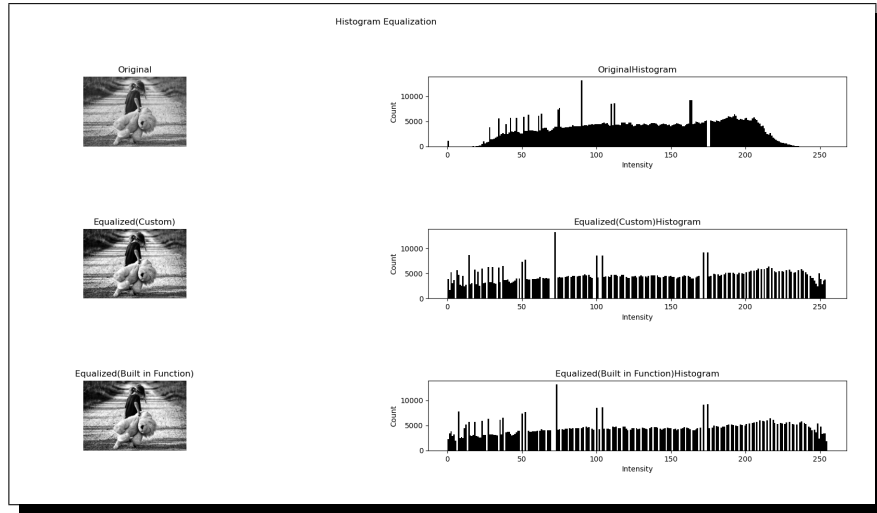 Histogram Equalization
Original
OriginalHistogram
10000
5000
0
Count
0 50 100 150 200 250
Intensity
Equalized(Custom)
Equalized(Custom)Histogram
10000
5000
0
Count
0 50 100 150 200 250
Intensity
Equalized(Built in Function)
Equalized(Built in Function)Histogram
10000
5000
0
Count
0 50 100 150 200 250
Intensity